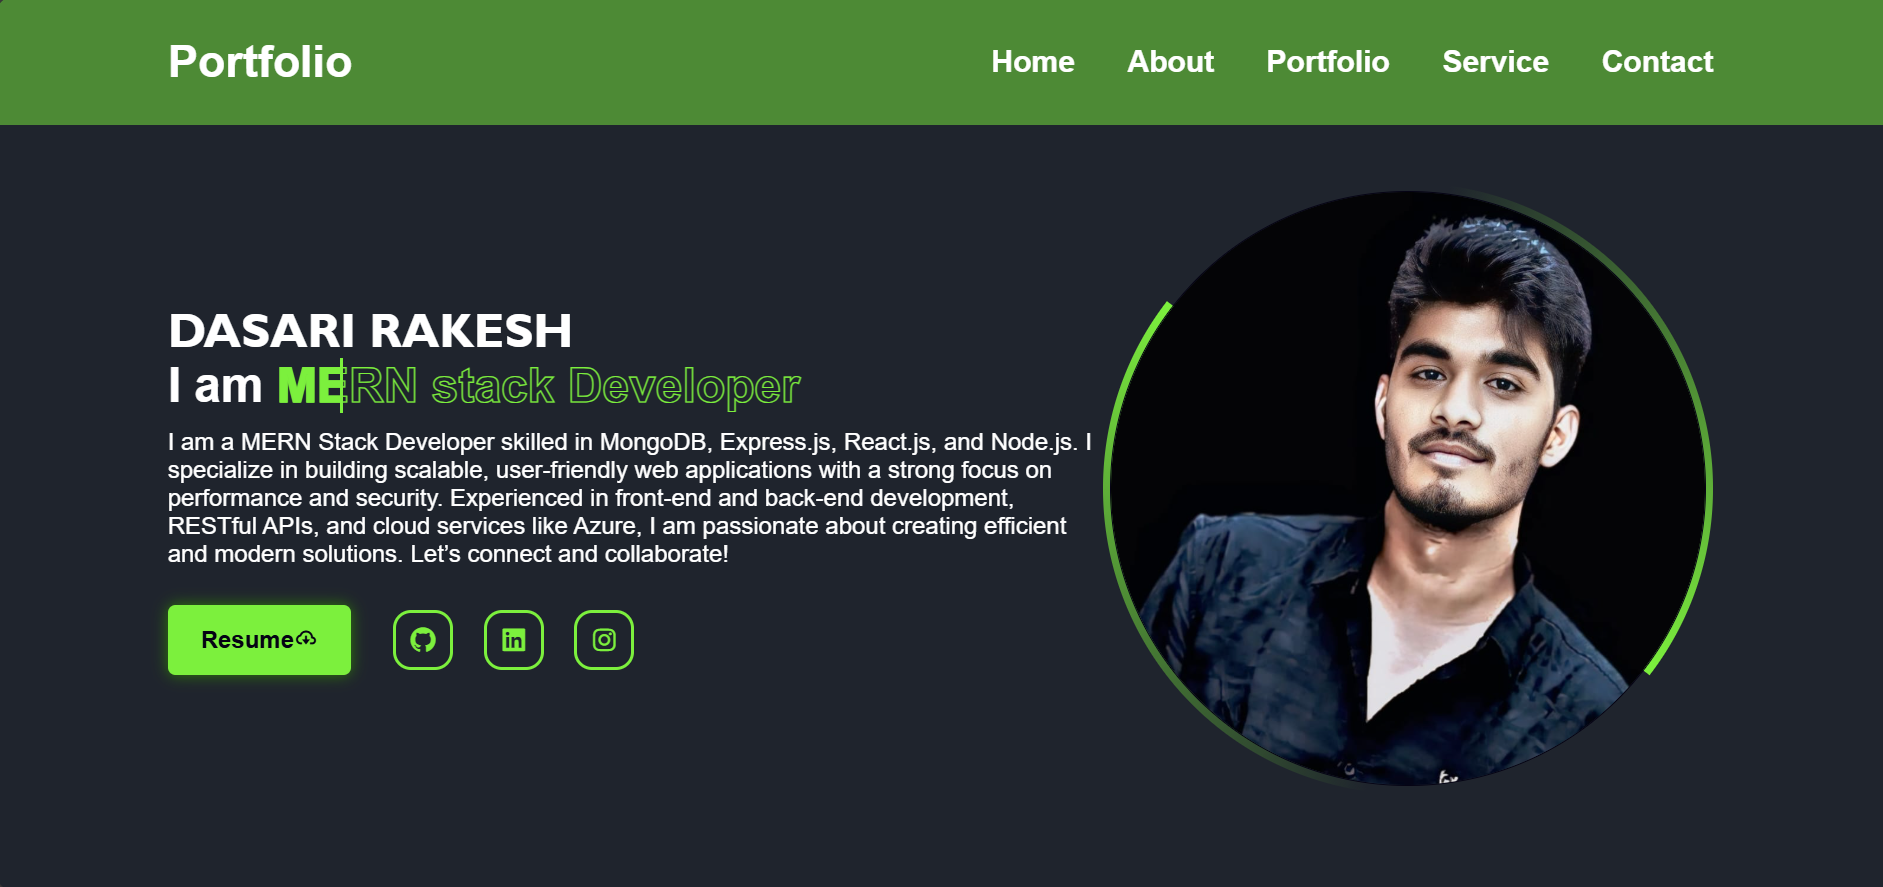 Portfolio
Home About Portfolio Service Contact
DASARI RAKESH
I am MERN stack Developer
I am a MERN Stack Developer skilled in MongoDB, Express.js, React.js, and Node.js. I
specialize in building scalable, user-friendly web applications with a strong focus on
performance and security. Experienced in front-end and back-end development,
RESTful APIs, and cloud services like Azure, I am passionate about creating efficient
and modern solutions. Let’s connect and collaborate!
Resume
in